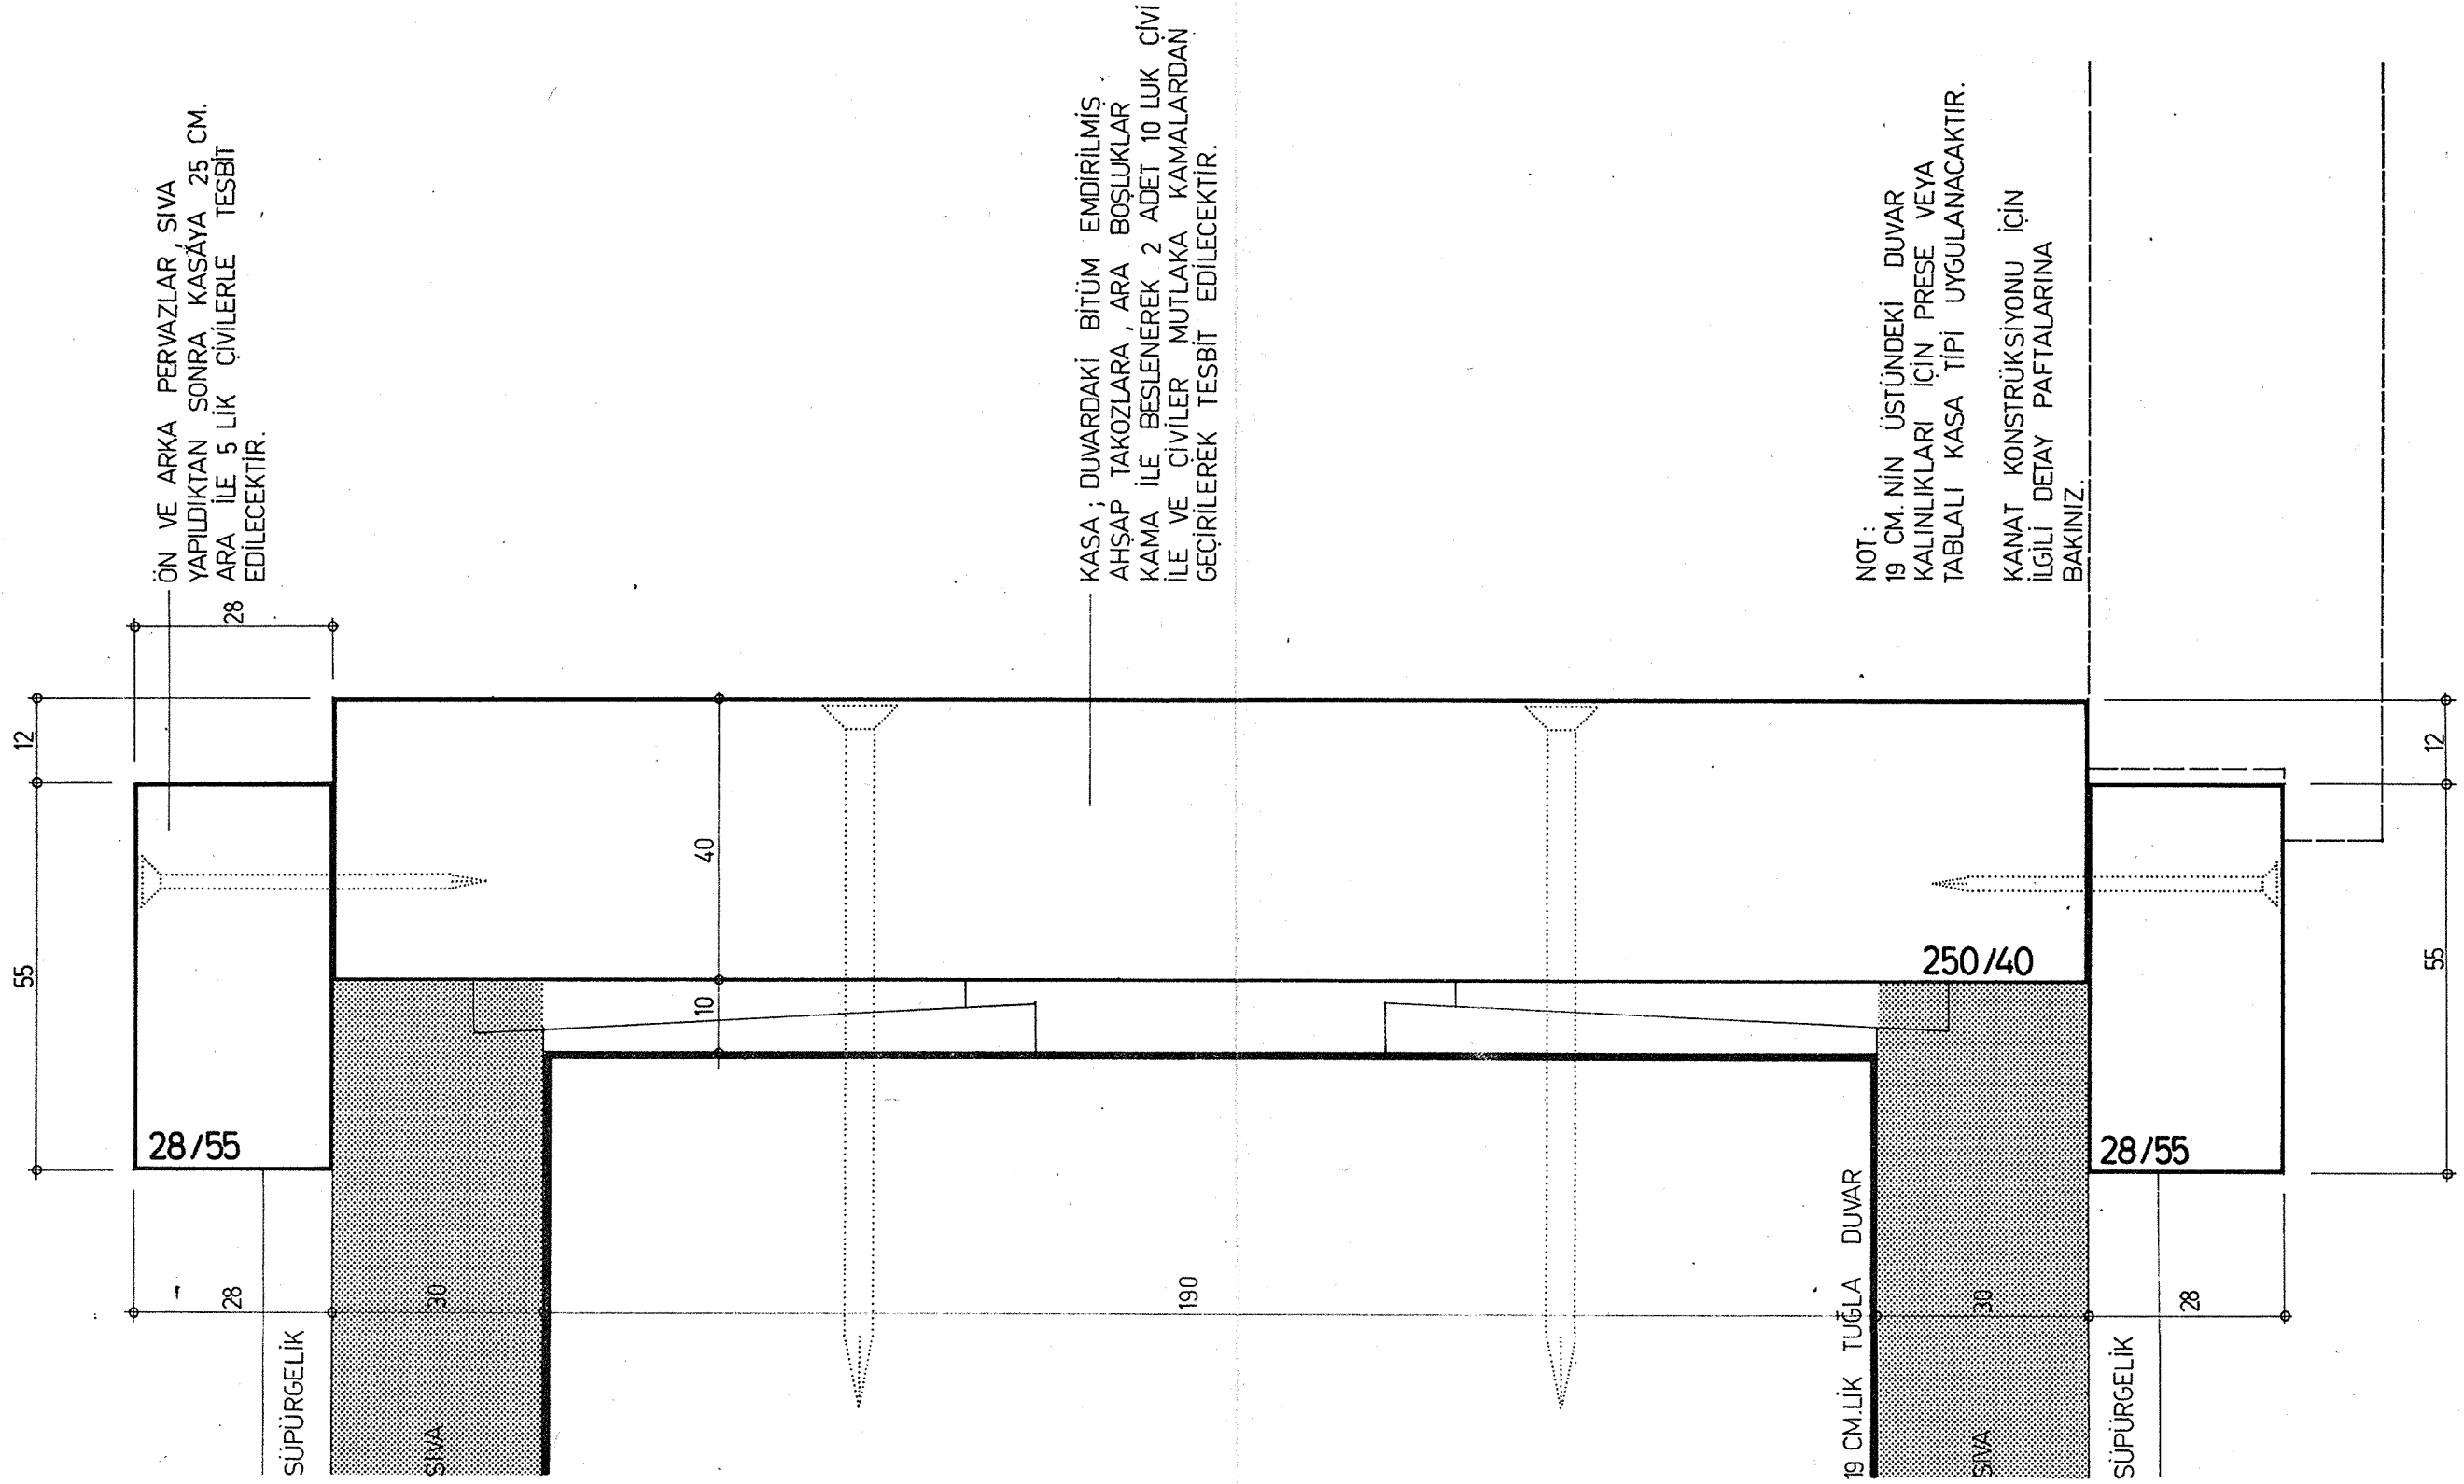 ÖN VE ARKA PERVAZLAR, SIVA
YAPILDIKTAN SONRA KASAYA 25 CM.
ARA İLE 5 LİK ÇİVİLERLE TESBİT
EDİLECEKTİR.
28
12
55
28/55
28
SÜPÜRGELİK
30
SIVA
40
10
KASA ; DUVARDAKİ BİTÜM EMDİRİLMİŞ
AHŞAP TAKOZLARA, ARA BOŞLUKLAR
KAMA İLE BESLENEREK 2 ADET 10 LUK ÇİVİ
İLE VE ÇİVİLER MUTLAKA KAMALARDAN
GEÇİRİLEREK TESBİT EDİLECEKTİR.
190
NOT :
19 CM. NİN ÜSTÜNDEKİ DUVAR
KALINLIKLARI İÇİN PRESE VEYA
TABLALI KASA TİPİ UYGULANACAKTIR.
KANAT KONSTRÜKSİYONU İÇİN
İLGİLİ DETAY PAFTALARINA
BAKINIZ.
250/40
19 CM.LİK TUĞLA DUVAR
30
SIVA
28/55
28
SÜPÜRGELİK
12
55